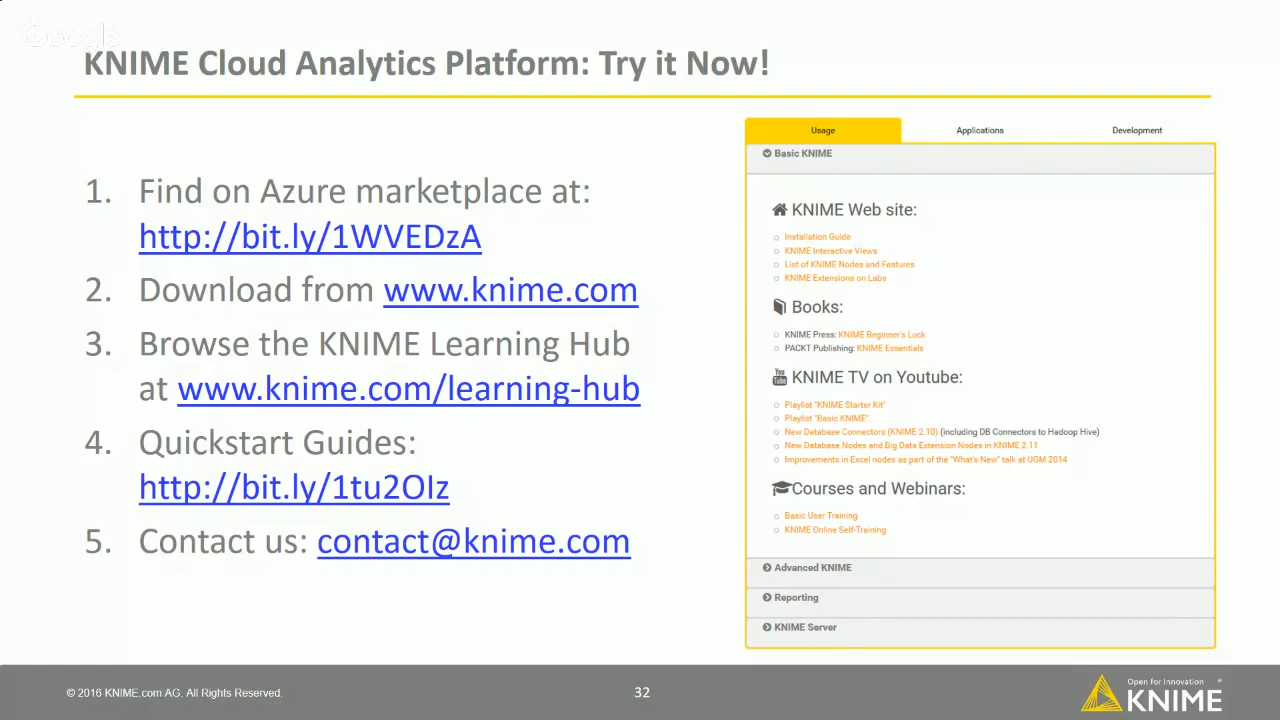 KNIME Cloud Analytics Platform: Try it Now!
1. Find on Azure marketplace at:
http://bit.ly/1WVEDzA
2. Download from www.knime.com
3. Browse the KNIME Learning Hub
at www.knime.com/learning-hub
4. Quickstart Guides:
http://bit.ly/1tu2OIz
5. Contact us: contact@knime.com
Usage Applications Development
Basic KNIME
KNIME Web site:
Installation Guide
KNIME Interactive Views
List of KNIME Nodes and Features
KNIME Extensions on Labs
Books:
KNIME Press: KNIME Beginner's Luck
PACKT Publishing: KNIME Essentials
You Tube KNIME TV on Youtube:
Playlist "KNIME Starter Kit"
Playlist "Basic KNIME"
New Database Connectors (KNIME 2.10) (including DB Connectors to Hadoop Hive)
New Database Nodes and Big Data Extension Nodes in KNIME 2.11
Improvements in Excel nodes as part of the "What's New" talk at UGM 2014
Courses and Webinars:
Basic User Training
KNIME Online Self-Training
Advanced KNIME
Reporting
KNIME Server
© 2016 KNIME.com AG. All Rights Reserved.
32
Open for Innovation
KNIME